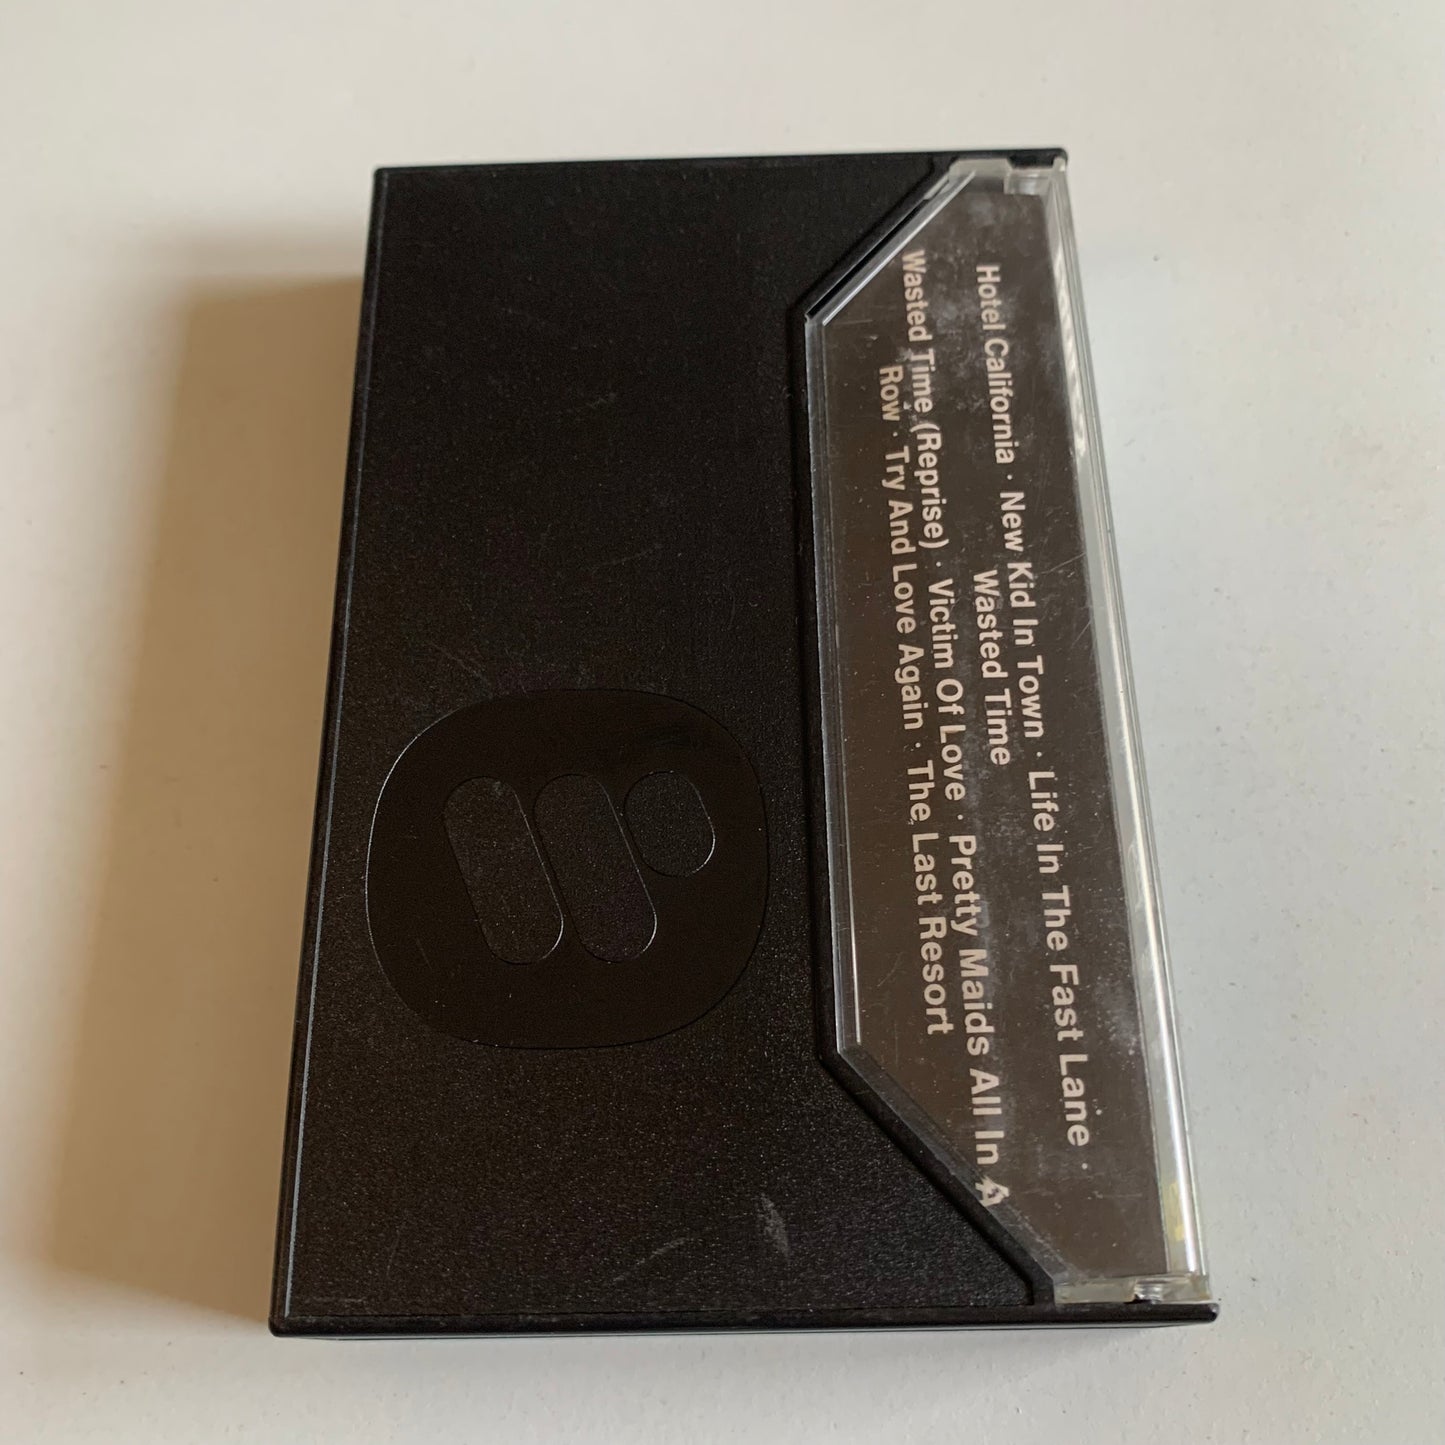 Hotel California · New Kid In Town · Life In The Fast Lane ·
Wasted Time
Wasted Time (Reprise) · Victim Of Love · Pretty Maids All In A
Row · Try And Love Again · The Last Resort